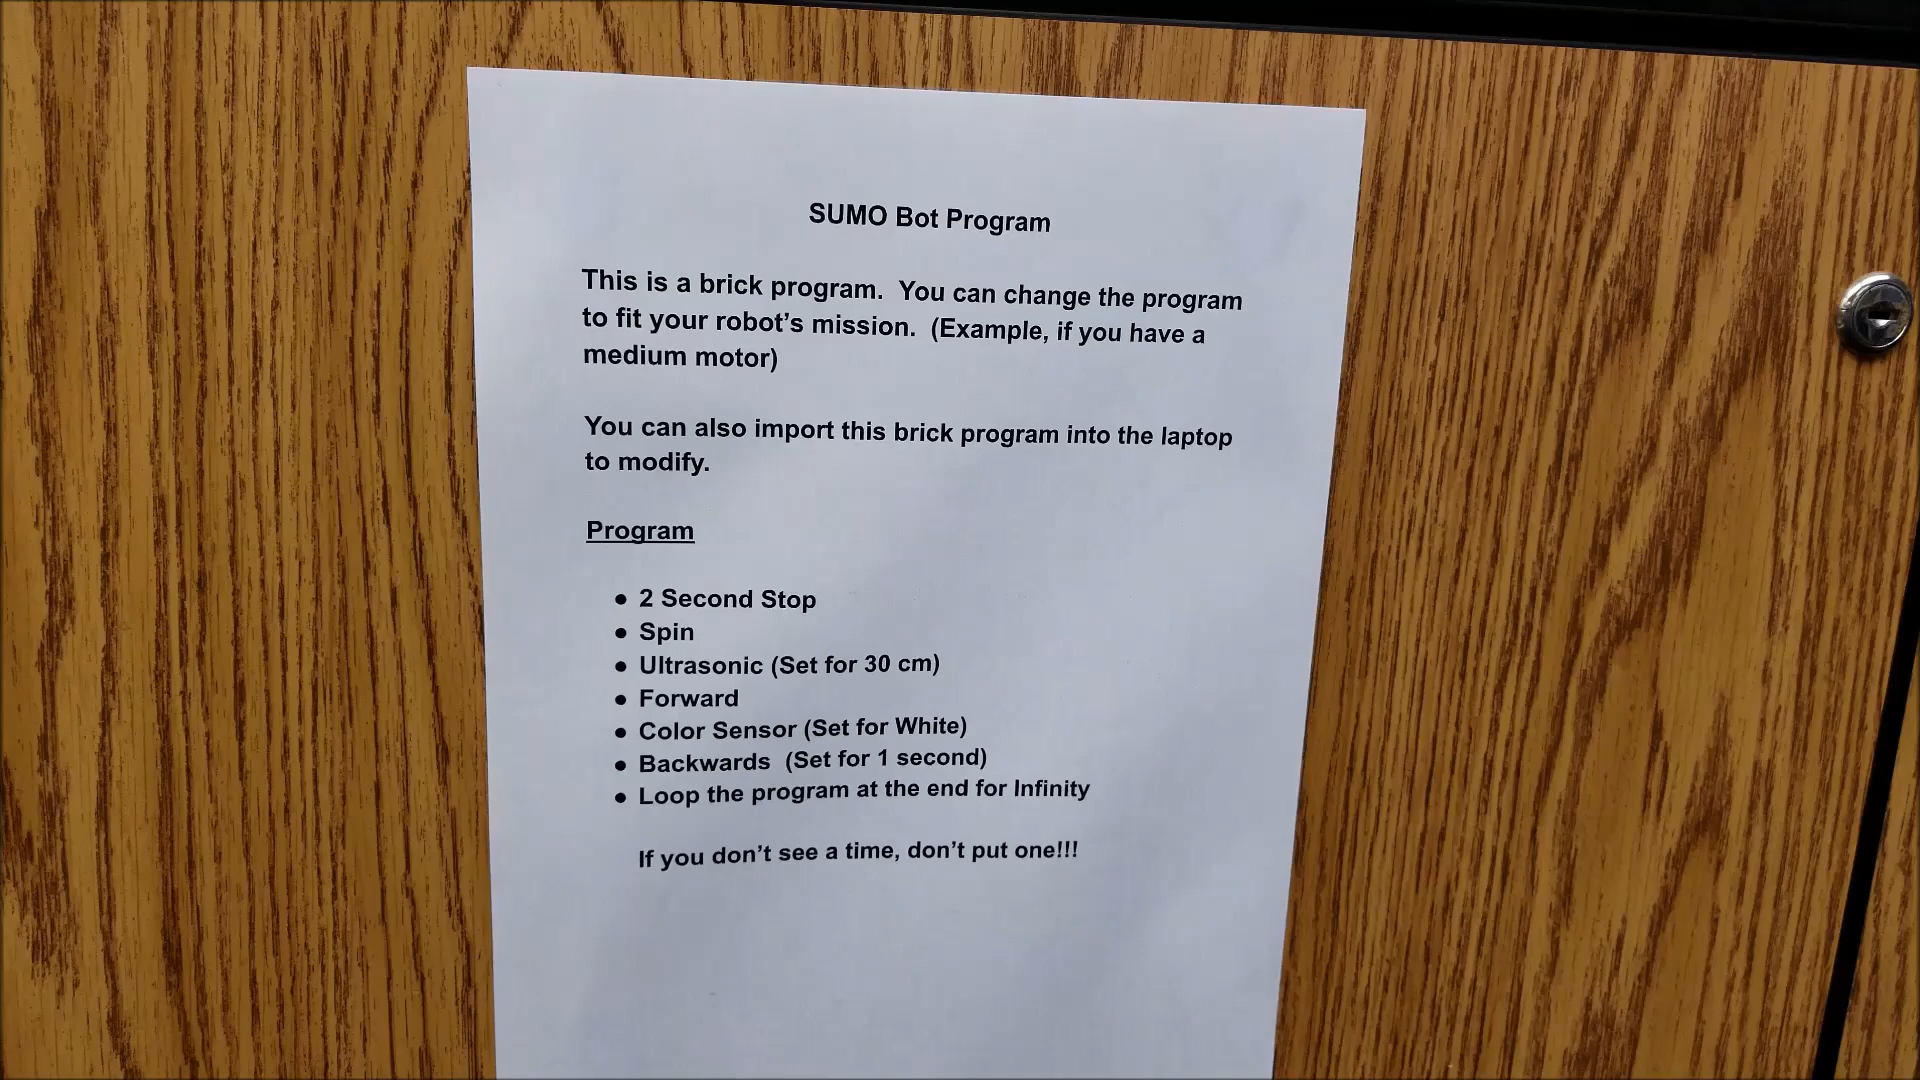 SUMO Bot Program
This is a brick program.  You can change the program
to fit your robot’s mission.  (Example, if you have a
medium motor)
You can also import this brick program into the laptop
to modify.
Program
● 2 Second Stop
● Spin
● Ultrasonic (Set for 30 cm)
● Forward
● Color Sensor (Set for White)
● Backwards  (Set for 1 second)
● Loop the program at the end for Infinity
If you don’t see a time, don’t put one!!!